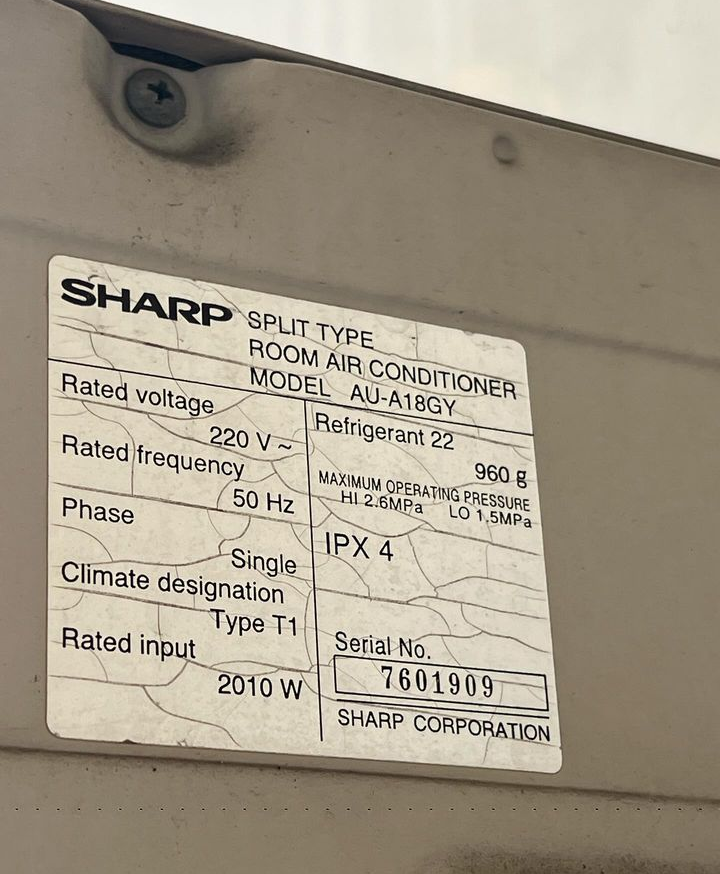 SHARP SPLIT TYPE
ROOM AIR CONDITIONER
MODEL AU-A18GY
Rated voltage
220 V ~
Rated frequency
50 Hz
Phase
Single
Climate designation
Type T1
Rated input
2010 W
Refrigerant 22
960 g
MAXIMUM OPERATING PRESSURE
HI 2.6MPa LO 1.5MPa
IPX 4
Serial No.
7601909
SHARP CORPORATION